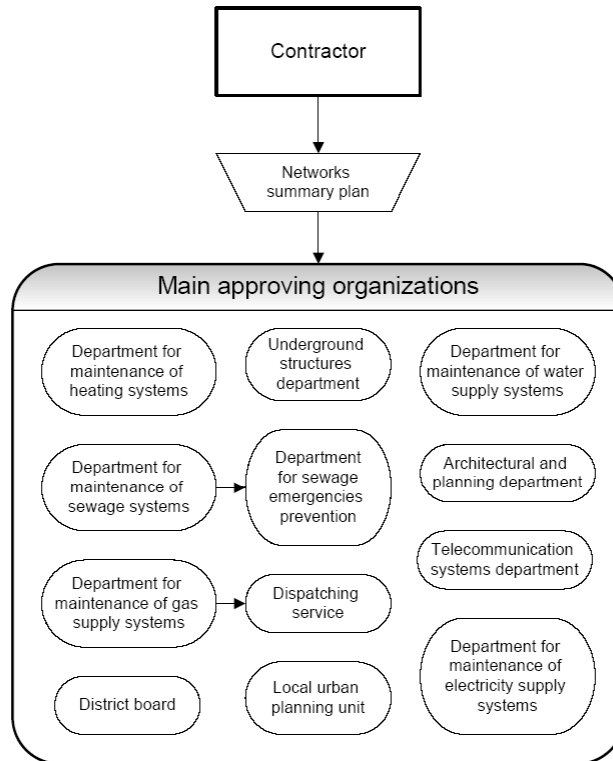 Contractor
Networks
summary plan
Main approving organizations
Department for
maintenance of
heating systems
Underground
structures
department
Department for
maintenance of water
supply systems
Department for
maintenance of
sewage systems
Department
for sewage
emergencies
prevention
Architectural and
planning department
Telecommunication
systems department
Department for
maintenance of gas
supply systems
Dispatching
service
Department for
maintenance of
electricity supply
systems
District board
Local urban
planning unit